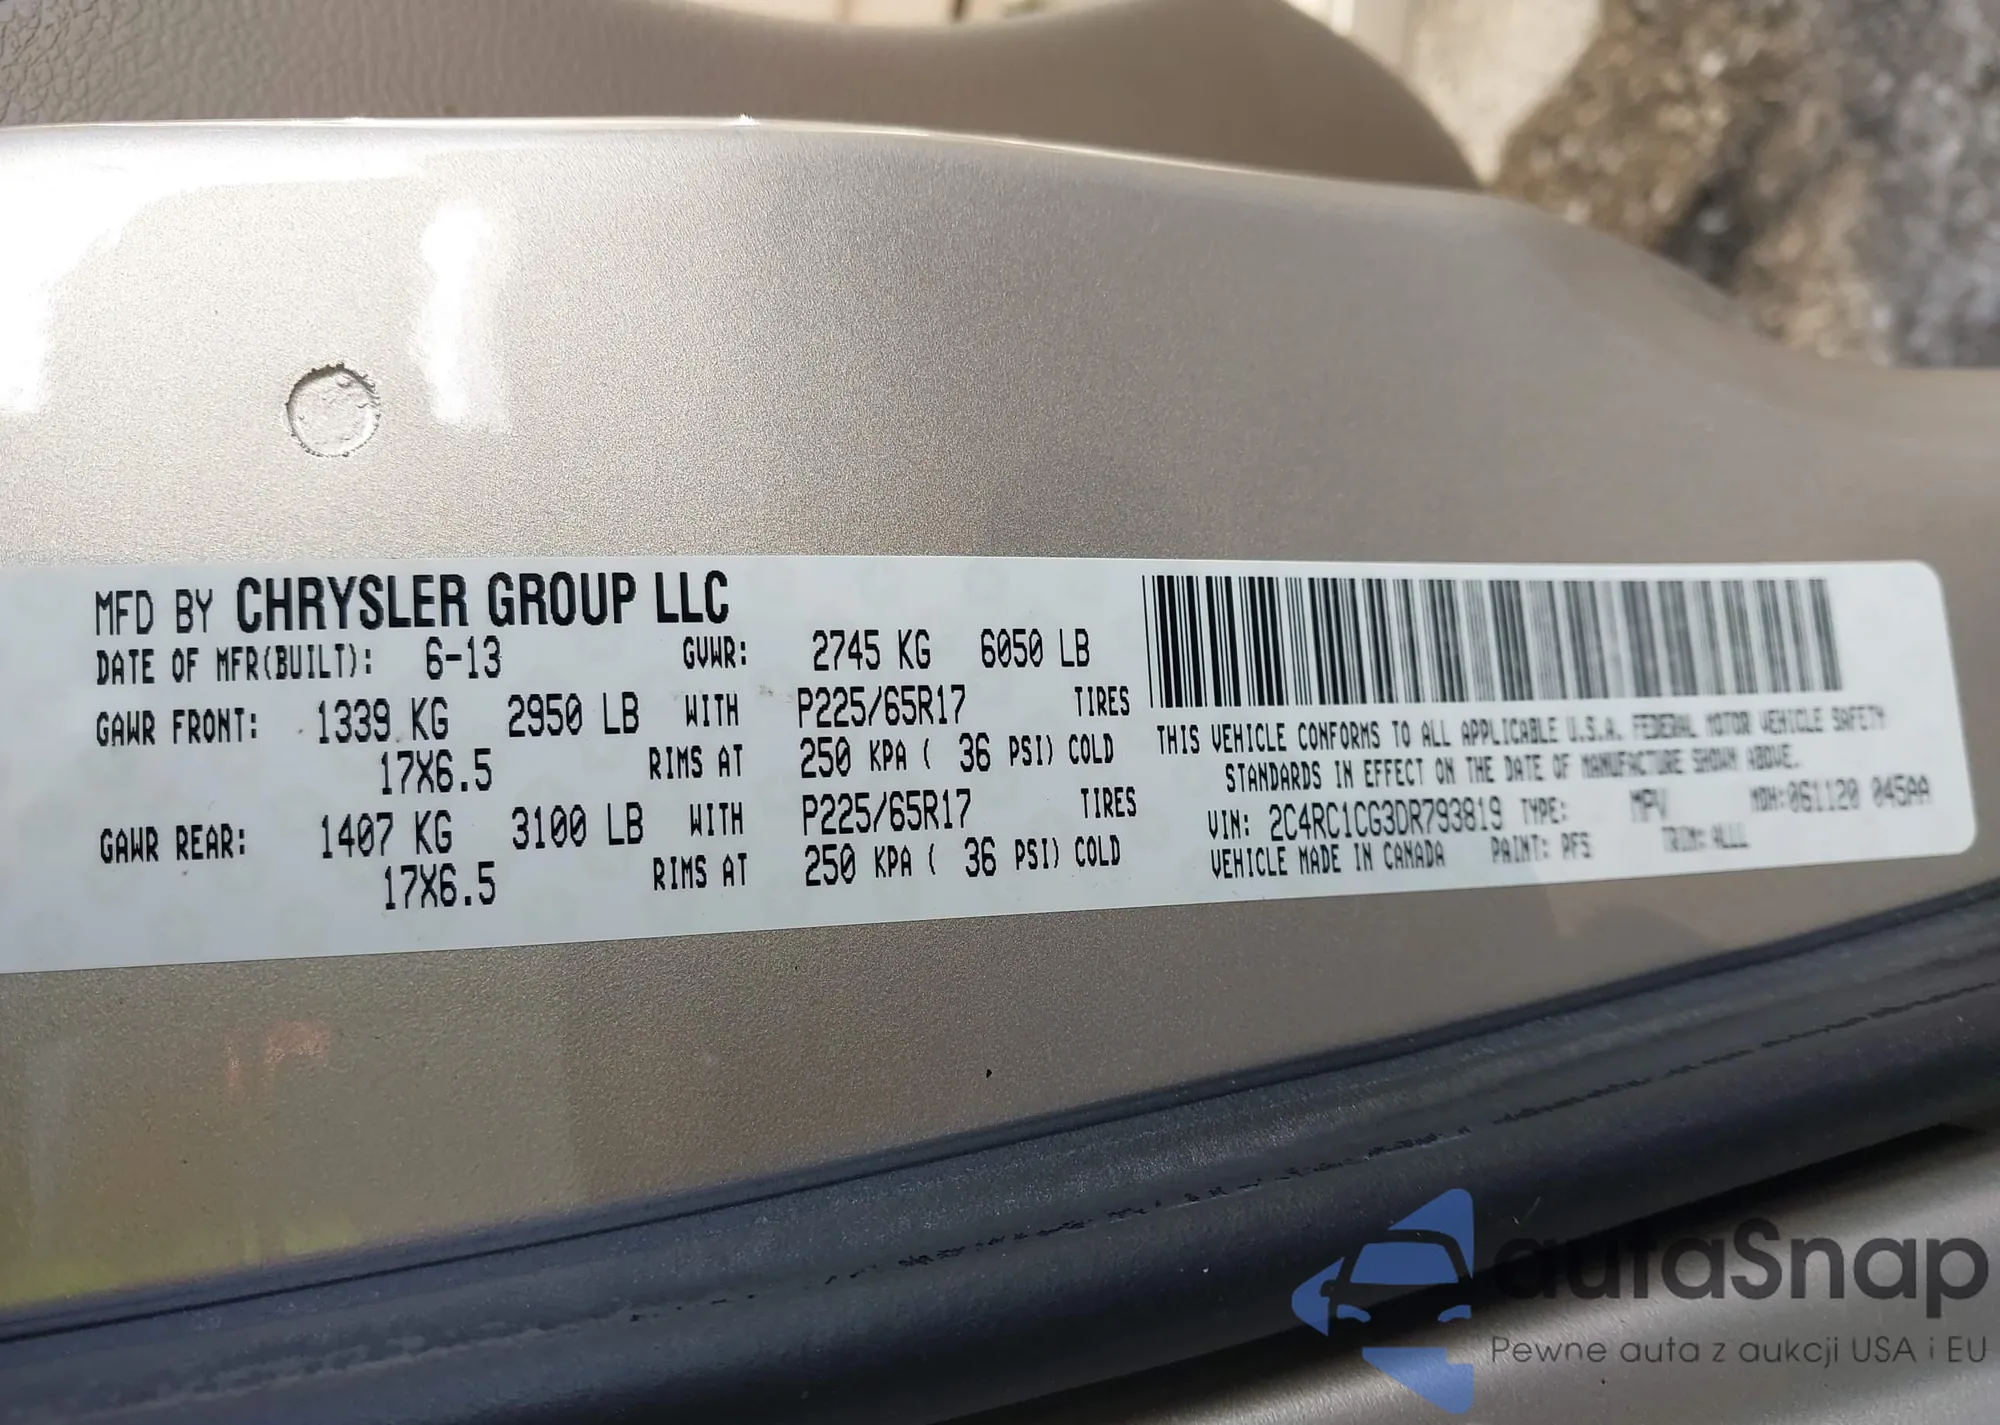 MFD BY CHRYSLER GROUP LLC
DATE OF MFR(BUILT): 6-13 GVWR: 2745 KG 6050 LB
GAWR FRONT: 1339 KG 2950 LB WITH P225/65R17 TIRES
17X6.5 RIMS AT 250 KPA ( 36 PSI) COLD
GAWR REAR: 1407 KG 3100 LB WITH P225/65R17 TIRES
17X6.5 RIMS AT 250 KPA ( 36 PSI) COLD
THIS VEHICLE CONFORMS TO ALL APPLICABLE U.S.A. FEDERAL MOTOR VEHICLE SAFETY
STANDARDS IN EFFECT ON THE DATE OF MANUFACTURE SHOWN ABOVE.
VIN: 2C4RC1CG3DR793819 TYPE: MPV MDH:061120 045AA
VEHICLE MADE IN CANADA PAINT: PFS TRIM:
autaSnap
Pewne auta z aukcji USA i EU